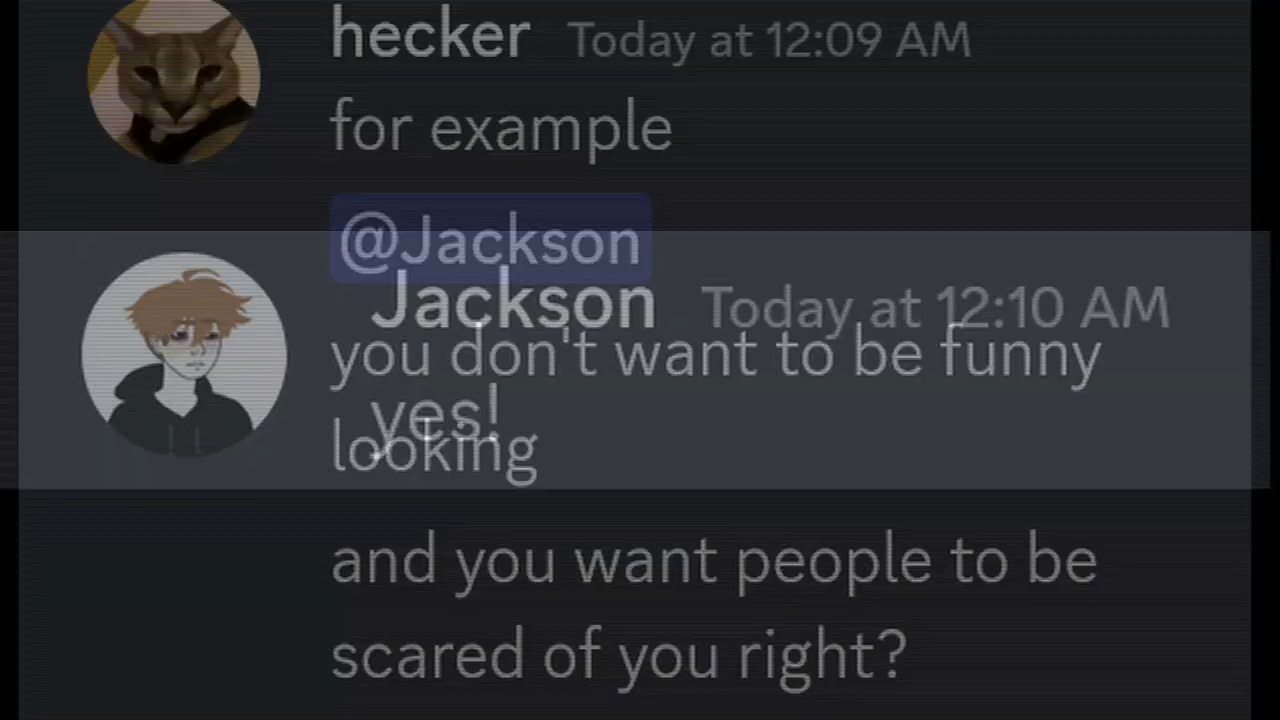 hecker Today at 12:09 AM
for example
@Jackson
Jackson Today at 12:10 AM
you don't want to be funny
yes!
looking
and you want people to be
scared of you right?